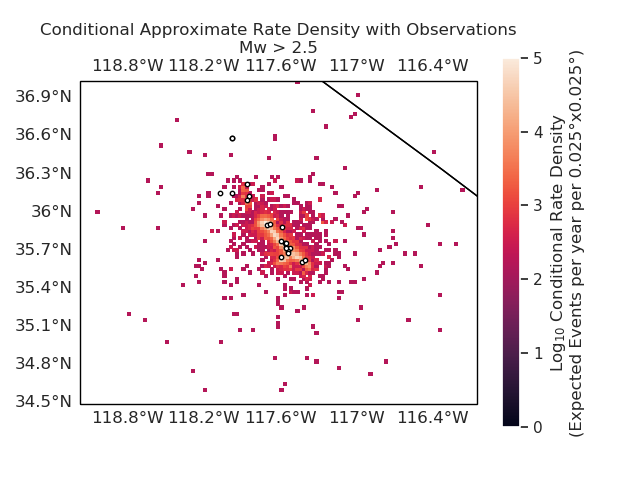 Conditional Approximate Rate Density with Observations
Mw > 2.5
118.8°W 118.2°W 117.6°W 117°W 116.4°W
36.9°N
36.6°N
36.3°N
36°N
35.7°N
35.4°N
35.1°N
34.8°N
34.5°N
118.8°W 118.2°W 117.6°W 117°W 116.4°W
5
4
3
2
1
0
Log₁₀ Conditional Rate Density
(Expected Events per year per 0.025°x0.025°)